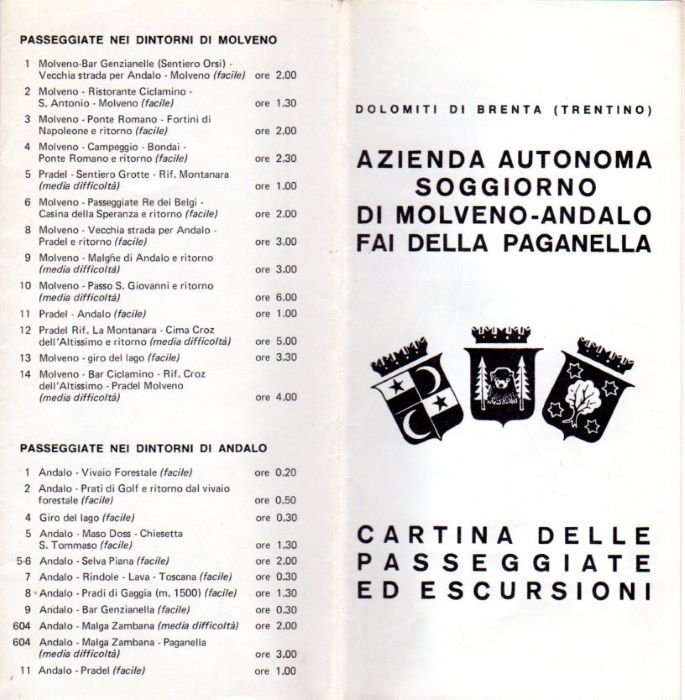 PASSEGGIATE NEI DINTORNI DI MOLVENO
1 Molveno-Bar Genzianelle (Sentiero Orsi) -
Vecchia strada per Andalo - Molveno (facile) ore 2.00
2 Molveno - Ristorante Ciclamino -
S. Antonio - Molveno (facile) ore 1.30
3 Molveno - Ponte Romano - Fortini di
Napoleone e ritorno (facile) ore 2.00
4 Molveno - Campeggio - Bondai -
Ponte Romano e ritorno (facile) ore 2.30
5 Pradel - Sentiero Grotte - Rif. Montanara
(media difficoltà) ore 1.00
6 Molveno - Passeggiate Re dei Belgi -
Casina della Speranza e ritorno (facile) ore 2.00
8 Molveno - Vecchia strada per Andalo -
Pradel e ritorno (facile) ore 3.00
9 Molveno - Malghe di Andalo e ritorno
(media difficoltà) ore 3.00
10 Molveno - Passo S. Giovanni e ritorno
(media difficoltà) ore 6.00
11 Pradel - Andalo (facile) ore 1.00
12 Pradel Rif. La Montanara - Cima Croz
dell'Altissimo e ritorno (media difficoltà) ore 5.00
13 Molveno - giro del lago (facile) ore 3.30
14 Molveno - Bar Ciclamino - Rif. Croz
dell'Altissimo - Pradel Molveno
(media difficoltà) ore 4.00
PASSEGGIATE NEI DINTORNI DI ANDALO
1 Andalo - Vivaio Forestale (facile) ore 0.20
2 Andalo - Prati di Golf e ritorno dal vivaio
forestale (facile) ore 0.50
4 Giro del lago (facile) ore 0.30
5 Andalo - Maso Doss - Chiesetta
S. Tommaso (facile) ore 1.30
5-6 Andalo - Selva Piana (facile) ore 2.00
7 Andalo - Rindole - Lava - Toscana (facile) ore 0.30
8 Andalo - Pradi di Gaggia (m. 1500) (facile) ore 1.30
9 Andalo - Bar Genzianella (facile) ore 0.30
604 Andalo - Malga Zambana (media difficoltà) ore 2.00
604 Andalo - Malga Zambana - Paganella
(media difficoltà) ore 3.00
11 Andalo - Pradel (facile) ore 1.00
DOLOMITI DI BRENTA (TRENTINO)
AZIENDA AUTONOMA
SOGGIORNO
DI MOLVENO-ANDALO
FAI DELLA PAGANELLA
CARTINA DELLE
PASSEGGIATE
ED ESCURSIONI